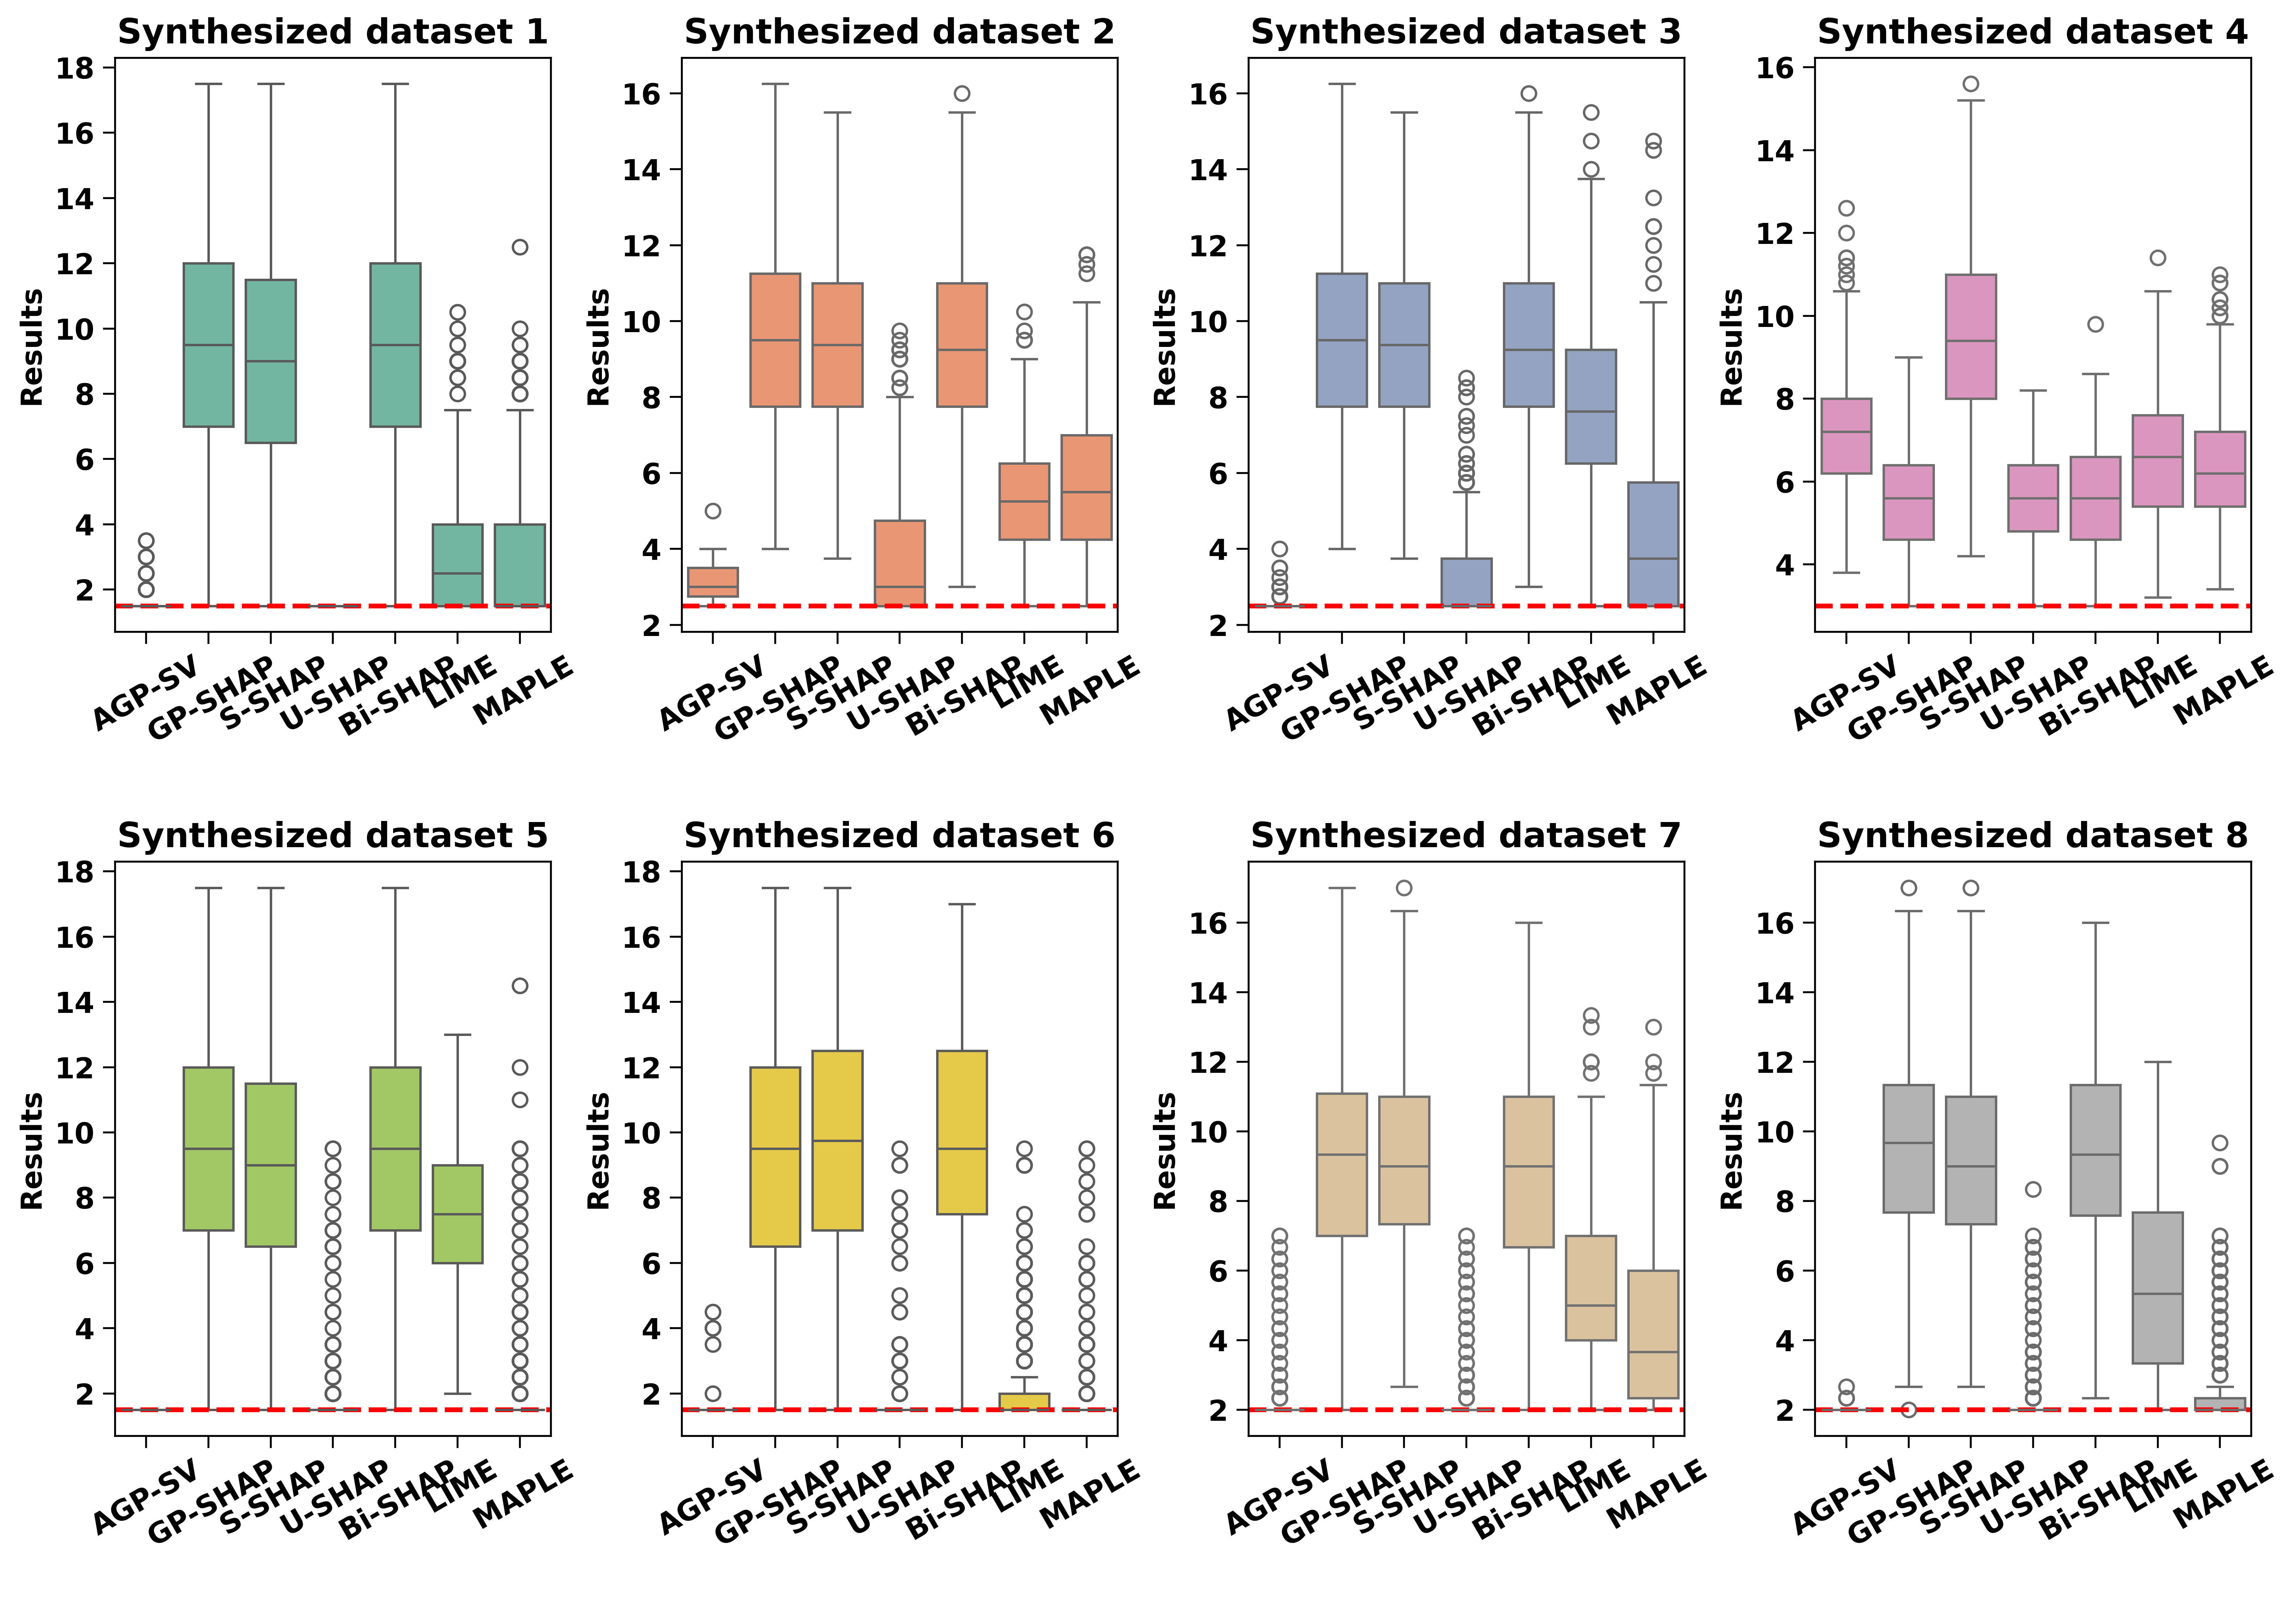 Synthesized dataset 1
Results
18
16
14
12
10
8
6
4
2
AGP-SV
GP-SHAP
S-SHAP
U-SHAP
Bi-SHAP
LIME
MAPLE
Synthesized dataset 2
Results
16
14
12
10
8
6
4
2
AGP-SV
GP-SHAP
S-SHAP
U-SHAP
Bi-SHAP
LIME
MAPLE
Synthesized dataset 3
Results
16
14
12
10
8
6
4
2
AGP-SV
GP-SHAP
S-SHAP
U-SHAP
Bi-SHAP
LIME
MAPLE
Synthesized dataset 4
Results
16
14
12
10
8
6
4
AGP-SV
GP-SHAP
S-SHAP
U-SHAP
Bi-SHAP
LIME
MAPLE
Synthesized dataset 5
Results
18
16
14
12
10
8
6
4
2
AGP-SV
GP-SHAP
S-SHAP
U-SHAP
Bi-SHAP
LIME
MAPLE
Synthesized dataset 6
Results
18
16
14
12
10
8
6
4
2
AGP-SV
GP-SHAP
S-SHAP
U-SHAP
Bi-SHAP
LIME
MAPLE
Synthesized dataset 7
Results
16
14
12
10
8
6
4
2
AGP-SV
GP-SHAP
S-SHAP
U-SHAP
Bi-SHAP
LIME
MAPLE
Synthesized dataset 8
Results
16
14
12
10
8
6
4
2
AGP-SV
GP-SHAP
S-SHAP
U-SHAP
Bi-SHAP
LIME
MAPLE